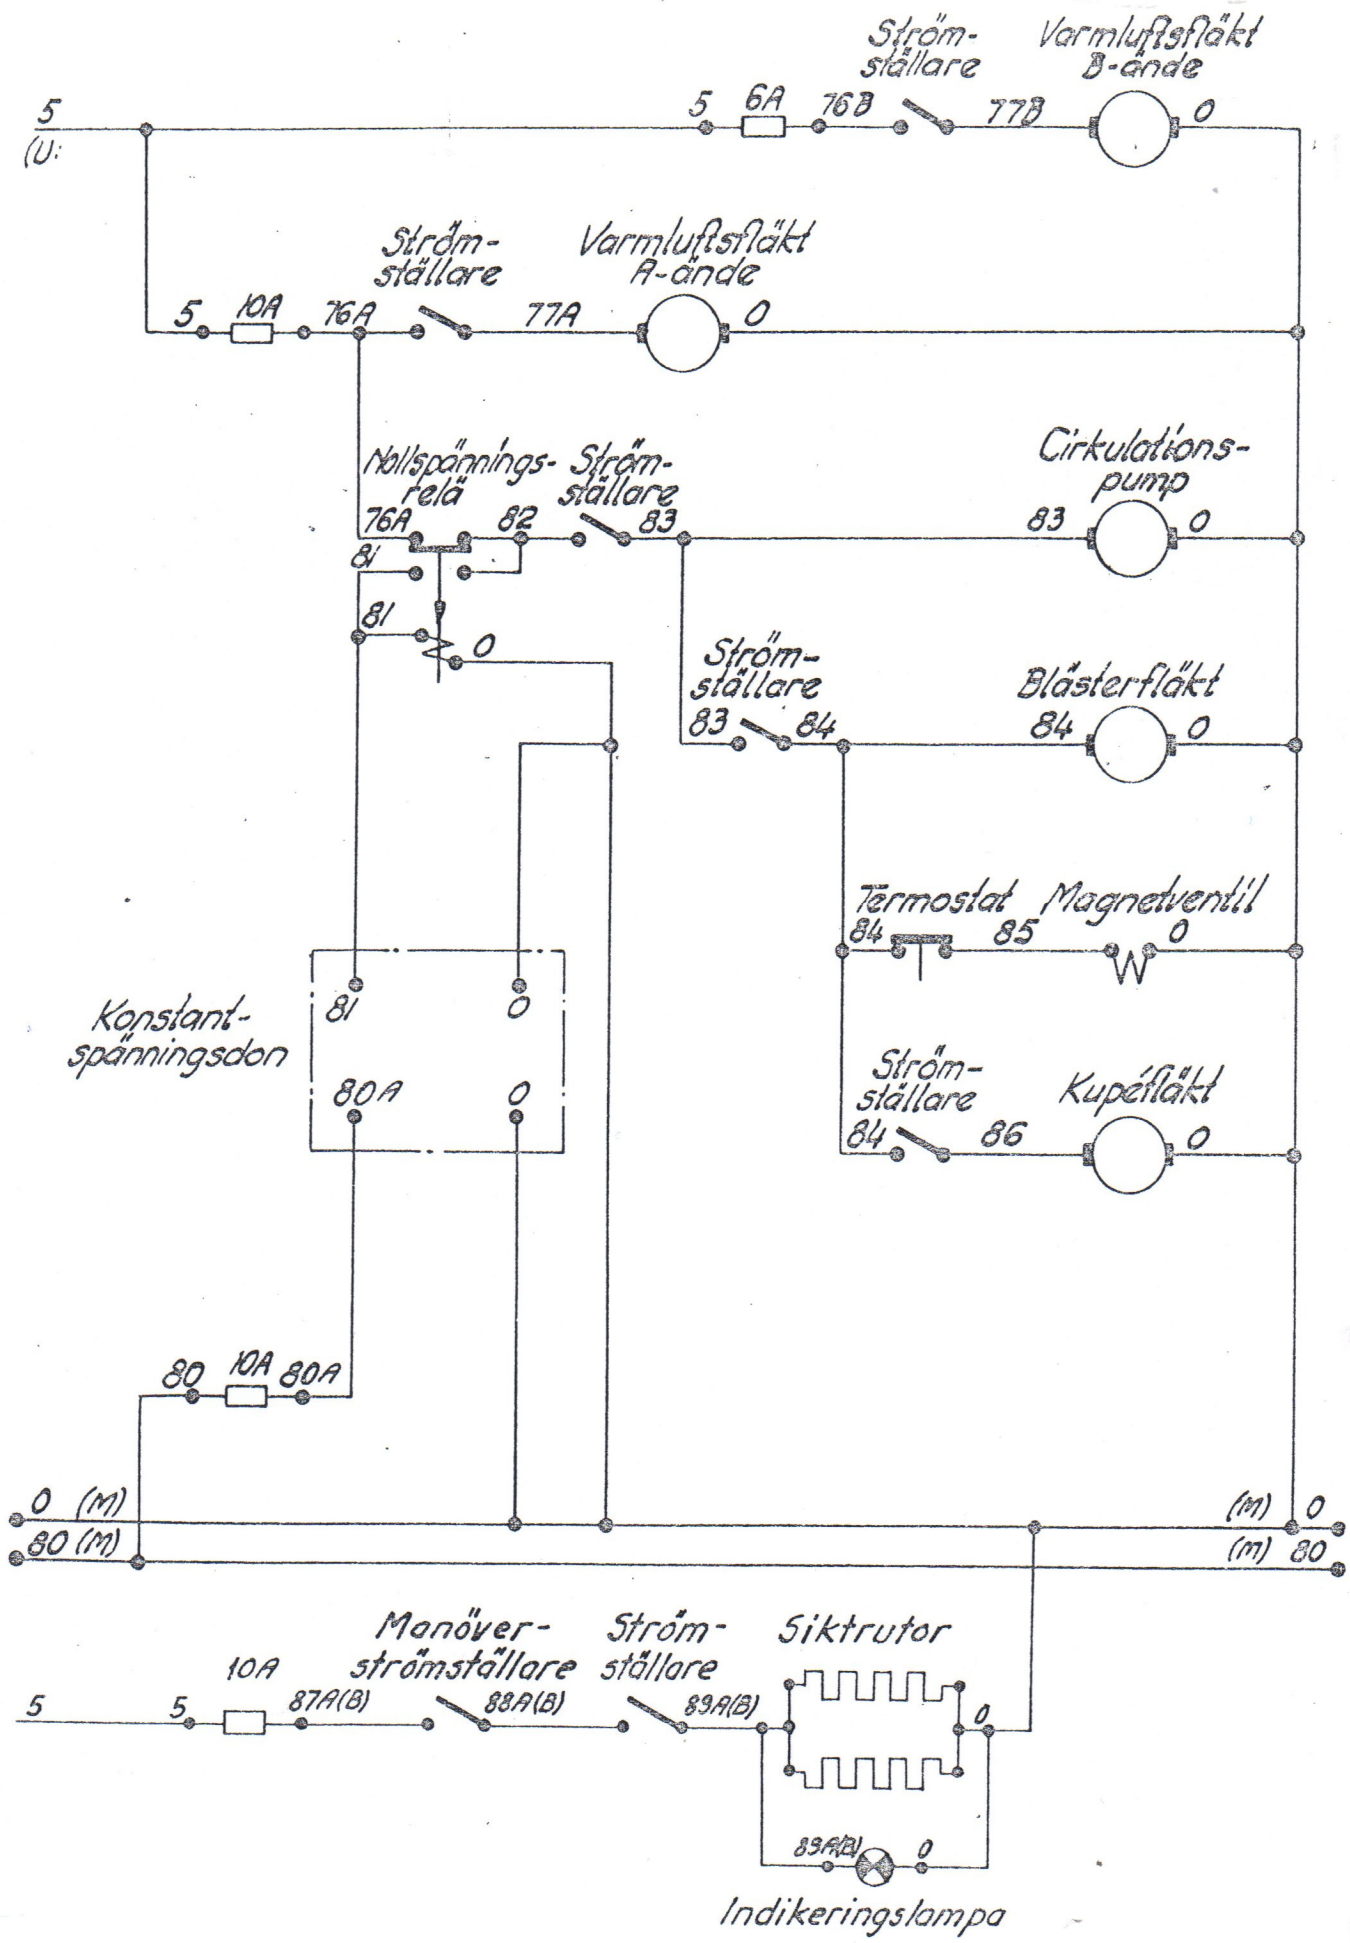 Ström-
ställare
Varmluftsfläkt
B-ände
5
(U:
5
6A
76B
77B
0
Ström-
ställare
Varmluftsfläkt
A-ände
5
10A
76A
77A
0
Nollspännings-
relä
Ström-
ställare
Cirkulations-
pump
76A
82
83
83
0
81
81
0
Ström-
ställare
Blästerfläkt
83
84
84
0
Termostat
Magnetventil
84
85
0
Konstant-
spänningsdon
81
0
80A
0
Ström-
ställare
Kupéfläkt
84
86
0
80
10A
80A
0 (M)
(M) 0
80 (M)
(M) 80
Manöver-
strömställare
Ström-
ställare
Siktrutor
5
5
10A
87A(B)
88A(B)
89A(B)
0
89A(B)
0
Indikeringslampa